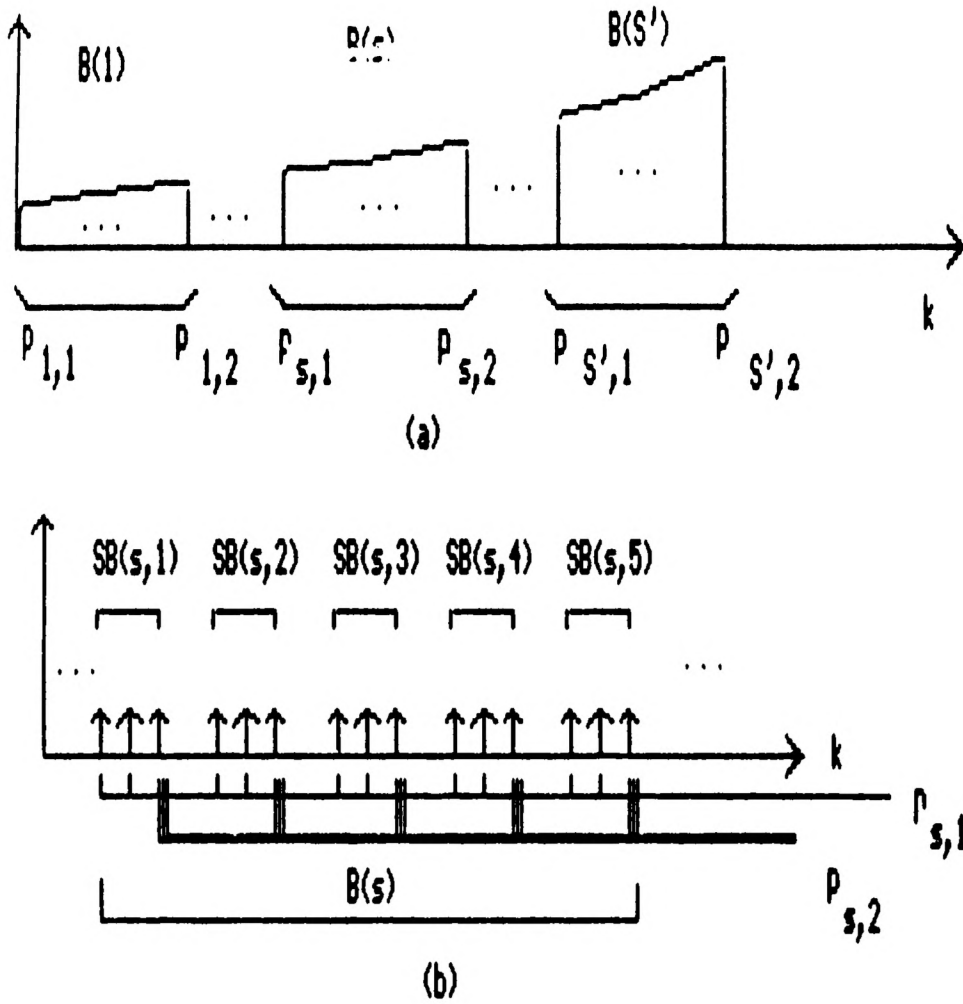 B(1)
B(S')
...
...
...
...
...
k
P 1,1
P 1,2
s,1
P s,2
P S',1
P S',2
(a)
SB(s,1) SB(s,2) SB(s,3) SB(s,4) SB(s,5)
...
...
k
s,1
B(s)
P s,2
(b)